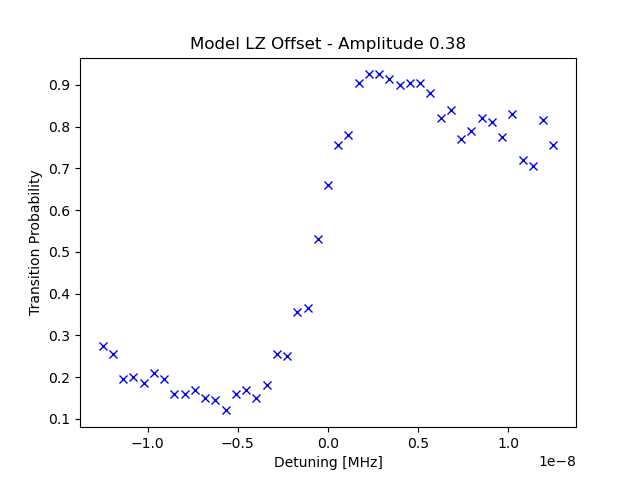 Model LZ Offset - Amplitude 0.38
Transition Probability
0.9
0.8
0.7
0.6
0.5
0.4
0.3
0.2
0.1
−1.0 −0.5 0.0 0.5 1.0
1e−8
Detuning [MHz]